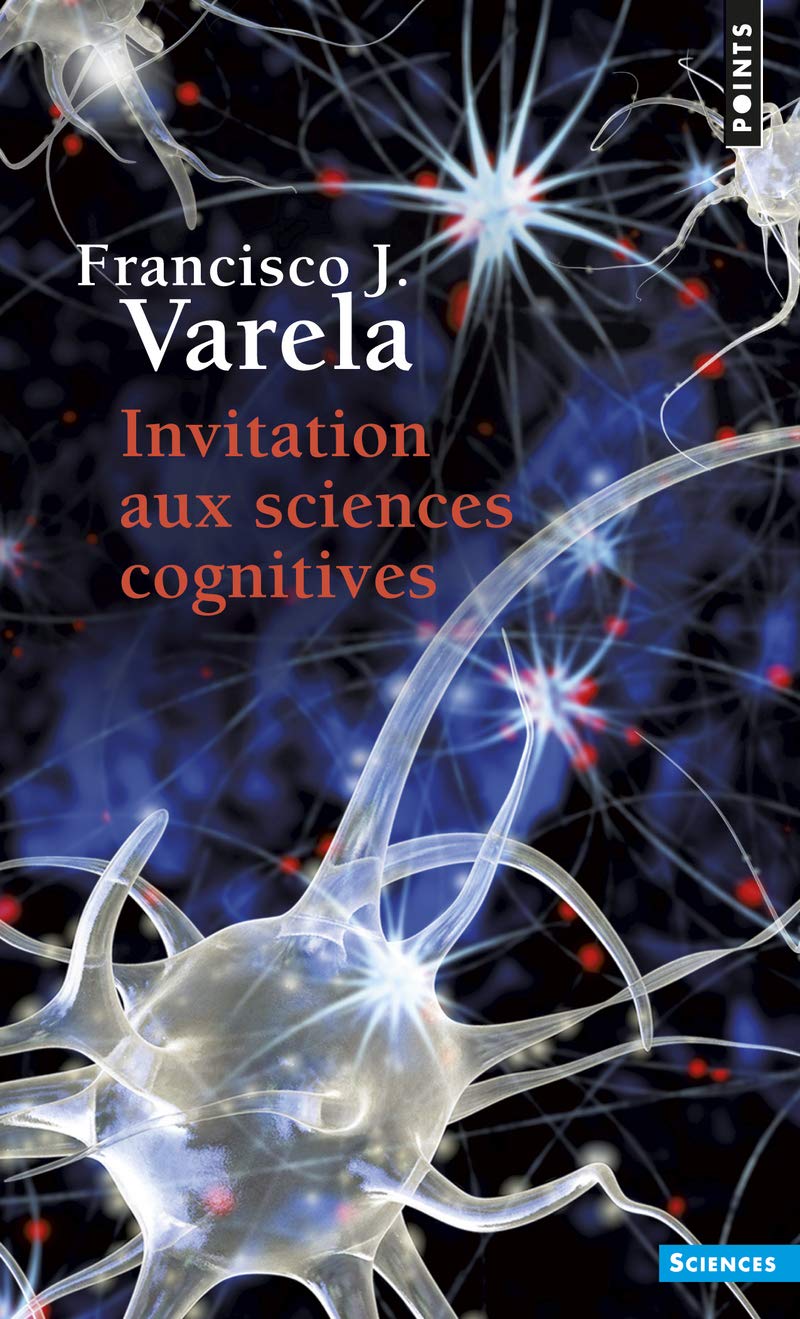 POINTS
Francisco J.
Varela
Invitation
aux sciences
cognitives
SCIENCES